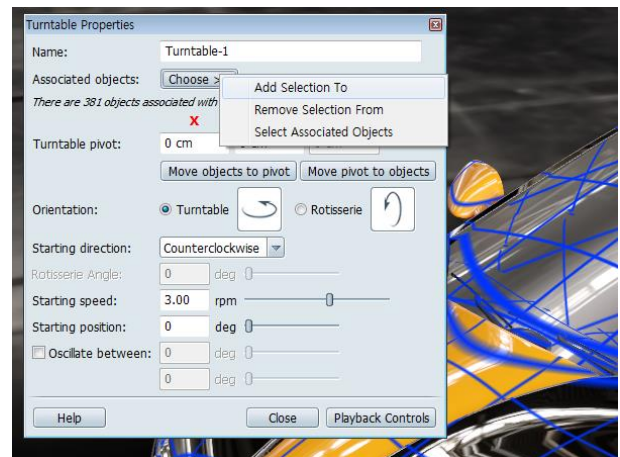 Turntable Properties
Name: Turntable-1
Associated objects: Choose >
Add Selection To
There are 381 objects associated with
Remove Selection From
X
Select Associated Objects
Turntable pivot: 0 cm
Move objects to pivot Move pivot to objects
Orientation: Turntable Rotisserie
Starting direction: Counterclockwise
Rotisserie Angle: 0 deg
Starting speed: 3.00 rpm
Starting position: 0 deg
Oscillate between: 0 deg
0 deg
Help Close Playback Controls